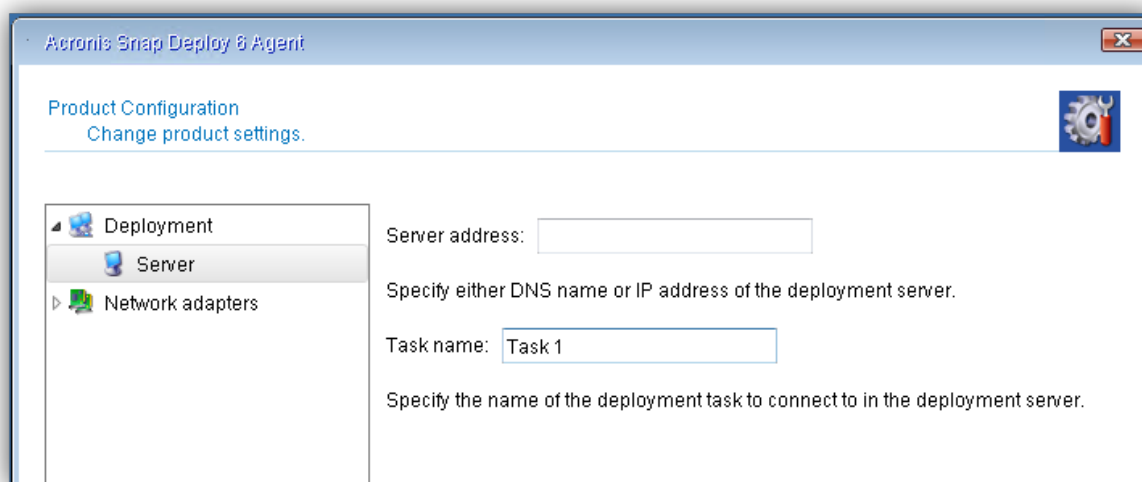 Acronis Snap Deploy 6 Agent
Product Configuration
Change product settings.
Deployment
Server
Network adapters
Server address:
Specify either DNS name or IP address of the deployment server.
Task name: Task 1
Specify the name of the deployment task to connect to in the deployment server.